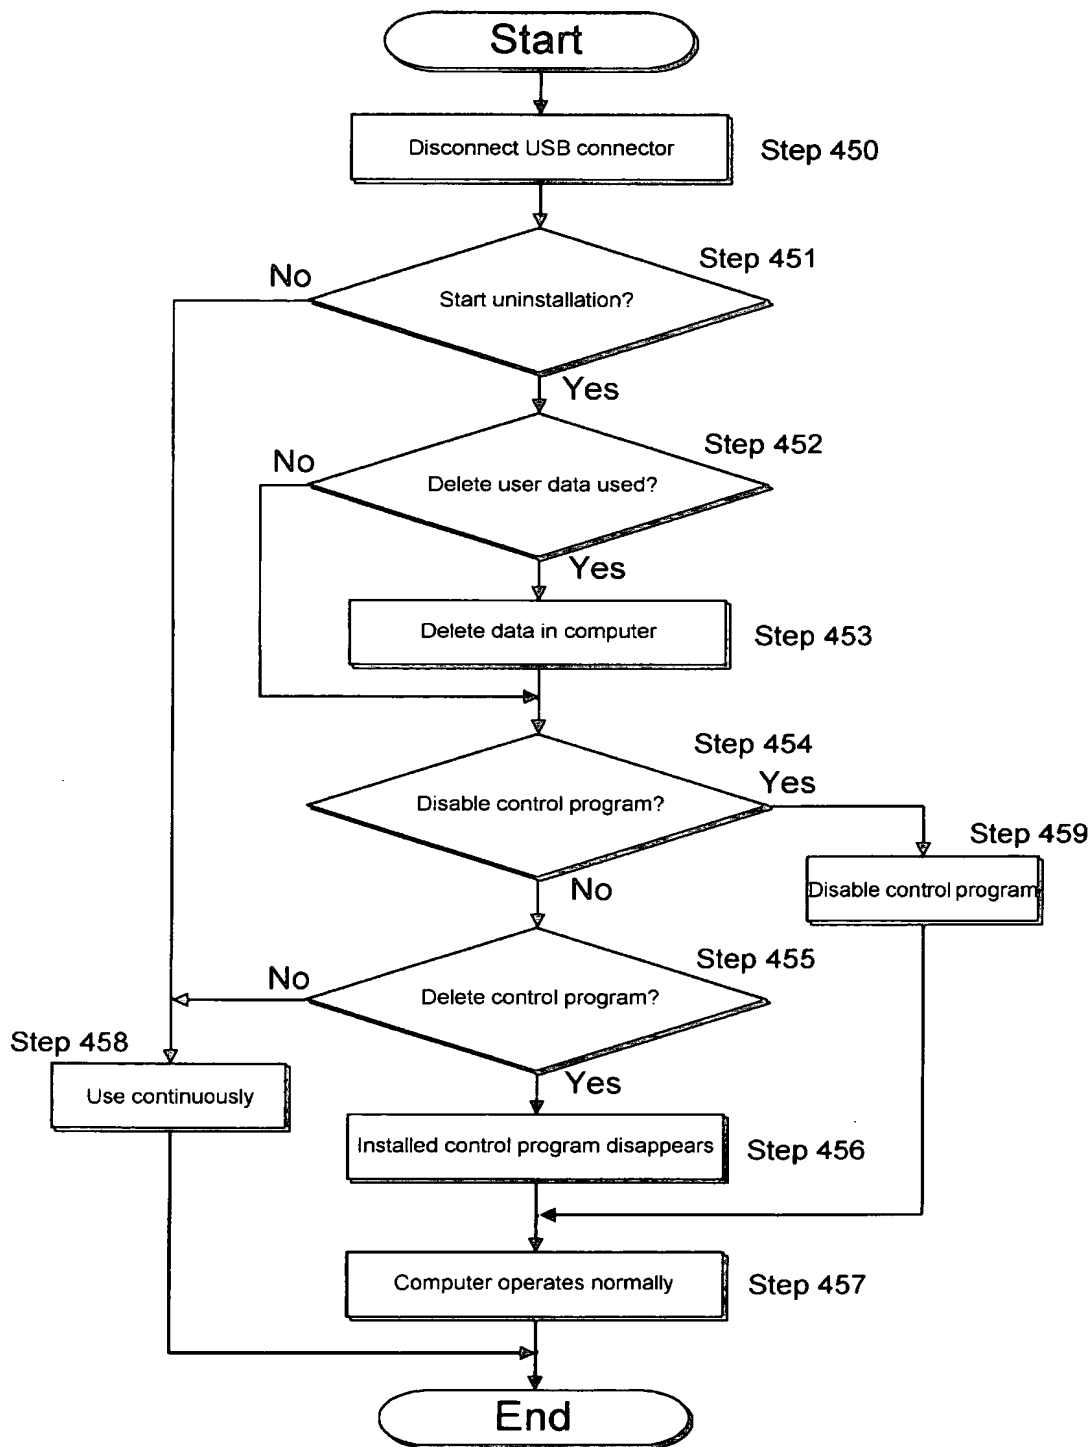 Start
Disconnect USB connector
Step 450
Step 451
No
Start uninstallation?
Yes
Step 452
No
Delete user data used?
Yes
Delete data in computer
Step 453
Step 454
Yes
Disable control program?
Step 459
No
Disable control program
Step 455
No
Delete control program?
Step 458
Yes
Use continuously
Installed control program disappears
Step 456
Computer operates normally
Step 457
End